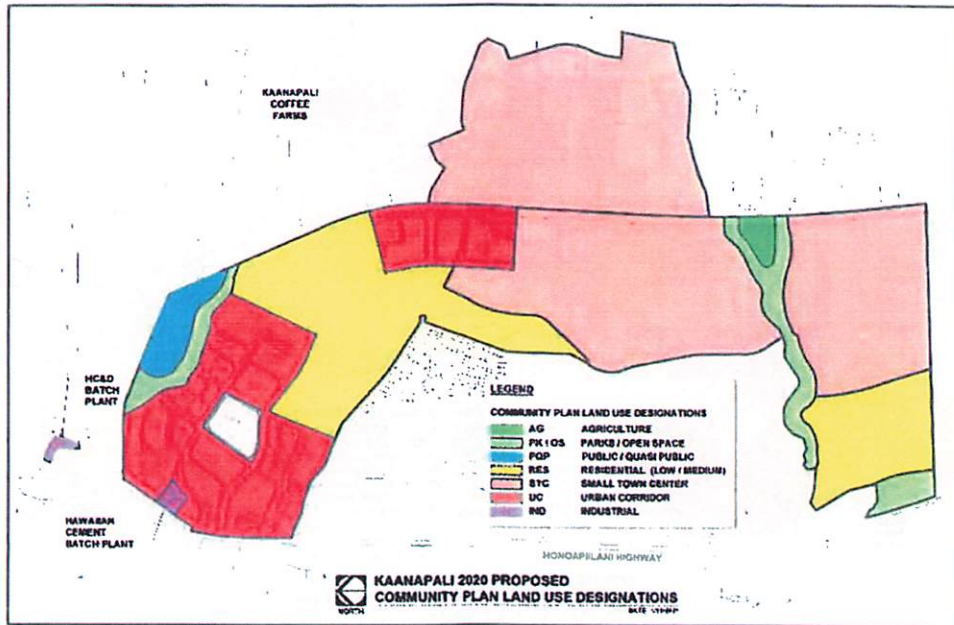 KAANAPALI
COFFEE
FARMS
HC&D
BATCH
PLANT
HAWAIIAN
CEMENT
BATCH PLANT
LEGEND
COMMUNITY PLAN LAND USE DESIGNATIONS
AG AGRICULTURE
PK / OS PARKS / OPEN SPACE
PQP PUBLIC / QUASI PUBLIC
RES RESIDENTIAL (LOW / MEDIUM)
STC SMALL TOWN CENTER
UC URBAN CORRIDOR
IND INDUSTRIAL
HONOAPIILANI HIGHWAY
NORTH
KAANAPALI 2020 PROPOSED
COMMUNITY PLAN LAND USE DESIGNATIONS
DATE